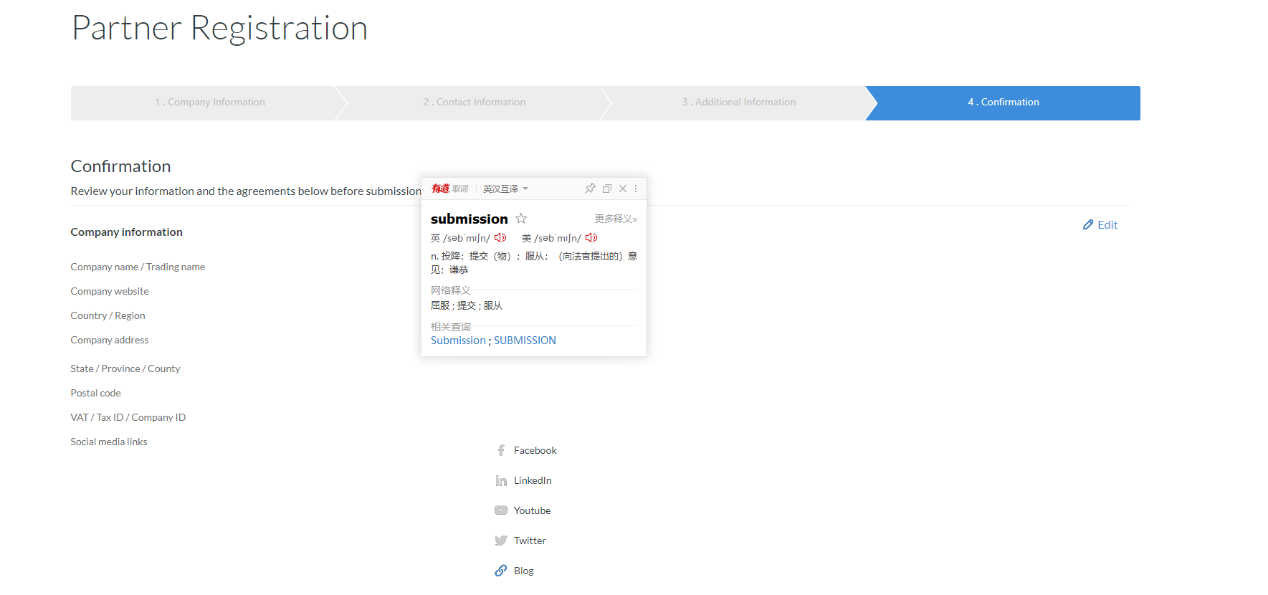 Partner Registration
1 . Company Information
2 . Contact Information
3 . Additional Information
4 . Confirmation
Confirmation
Review your information and the agreements below before submission
有道 取词 英汉互译
submission 更多释义»
英 /səbˈmɪʃn/ 美 /səbˈmɪʃn/
n. 投降；提交（物）；服从；（向法官提出的）意
见；谦恭
网络释义
屈服 ; 提交 ; 服从
相关查询
Submission ; SUBMISSION
Edit
Company information
Company name / Trading name
Company website
Country / Region
Company address
State / Province / County
Postal code
VAT / Tax ID / Company ID
Social media links
Facebook
LinkedIn
Youtube
Twitter
Blog